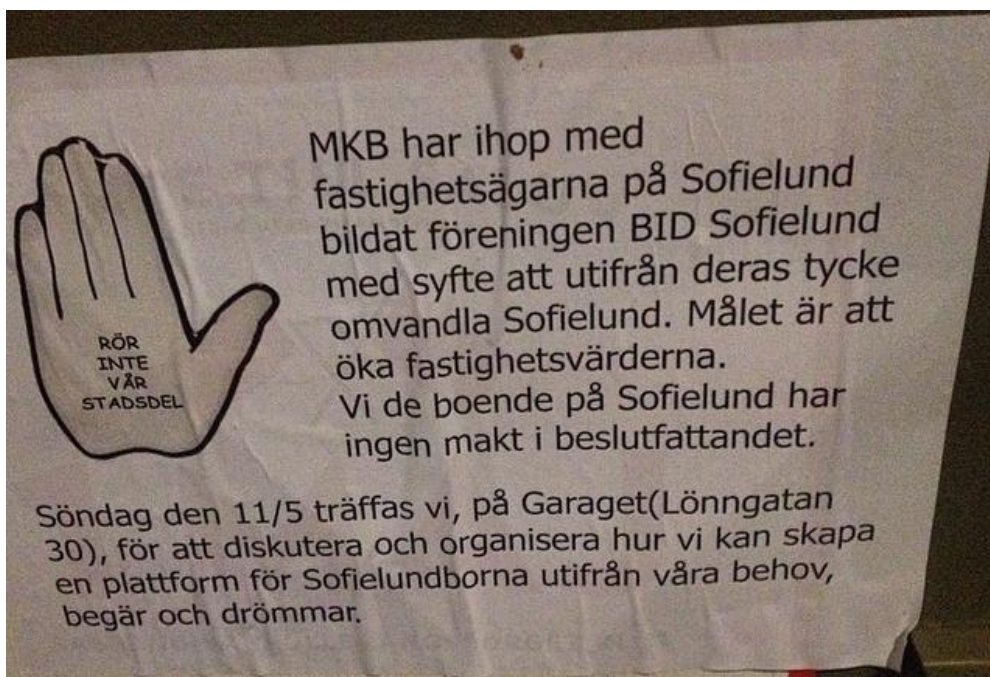 MKB har ihop med
fastighetsägarna på Sofielund
bildat föreningen BID Sofielund
med syfte att utifrån deras tycke
omvandla Sofielund. Målet är att
öka fastighetsvärderna.
Vi de boende på Sofielund har
ingen makt i beslutfattandet.
RÖR
INTE
VÅR
STADSDEL
Söndag den 11/5 träffas vi, på Garaget(Lönngatan
30), för att diskutera och organisera hur vi kan skapa
en plattform för Sofielundborna utifrån våra behov,
begär och drömmar.